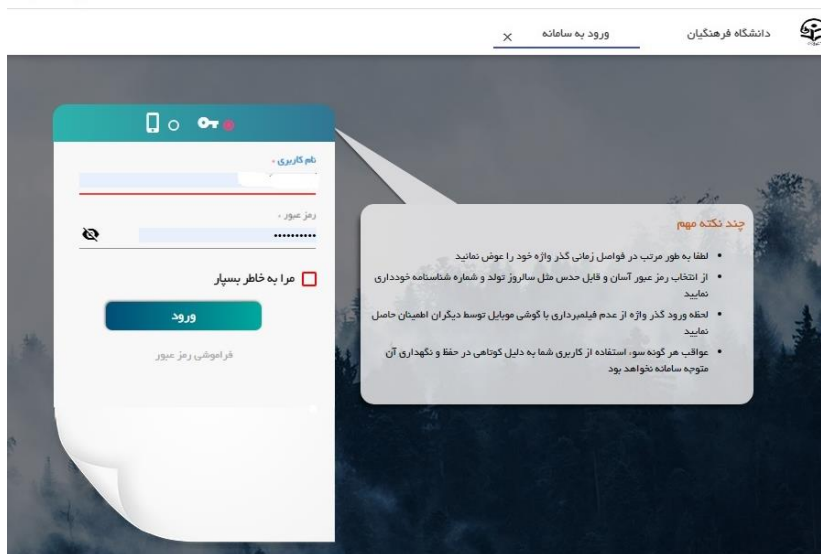 دانشگاه فرهنگیان
ورود به سامانه
×
نام کاربری *
رمز عبور *
••••••••••
مرا به خاطر بسپار
ورود
فراموشی رمز عبور
چند نکته مهم
• لطفا به طور مرتب در فواصل زمانی گذر واژه خود را عوض نمائید
• از انتخاب رمز عبور آسان و قابل حدس مثل سالروز تولد و شماره شناسنامه خودداری
نمایید
• لحظه ورود گذر واژه از عدم فیلمبرداری با گوشی موبایل توسط دیگران اطمینان حاصل
نمایید
• عواقب هر گونه سوء استفاده از کاربری شما به دلیل کوتاهی در حفظ و نگهداری آن
متوجه سامانه نخواهد بود